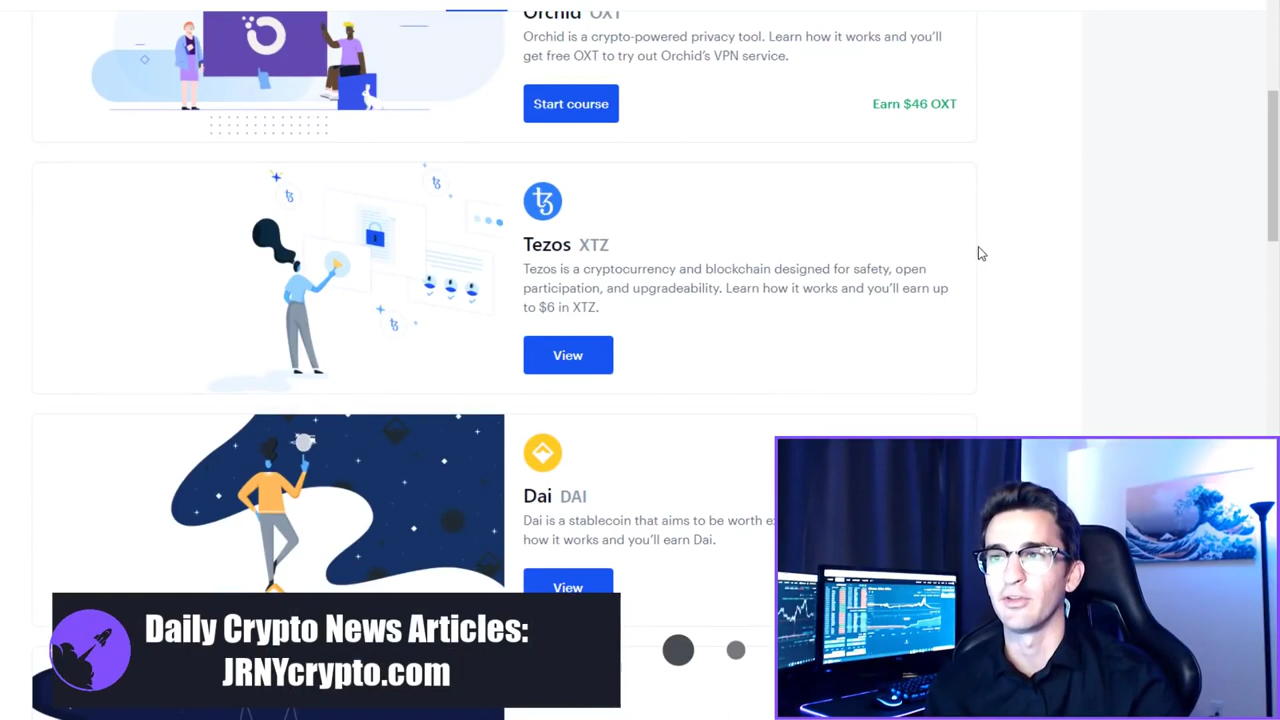 Orchid OXT
Orchid is a crypto-powered privacy tool. Learn how it works and you'll
get free OXT to try out Orchid's VPN service.
Start course
Earn $46 OXT
Tezos XTZ
Tezos is a cryptocurrency and blockchain designed for safety, open
participation, and upgradeability. Learn how it works and you'll earn up
to $6 in XTZ.
View
Dai DAI
Dai is a stablecoin that aims to be worth
how it works and you'll earn Dai.
View
Daily Crypto News Articles:
JRNYcrypto.com